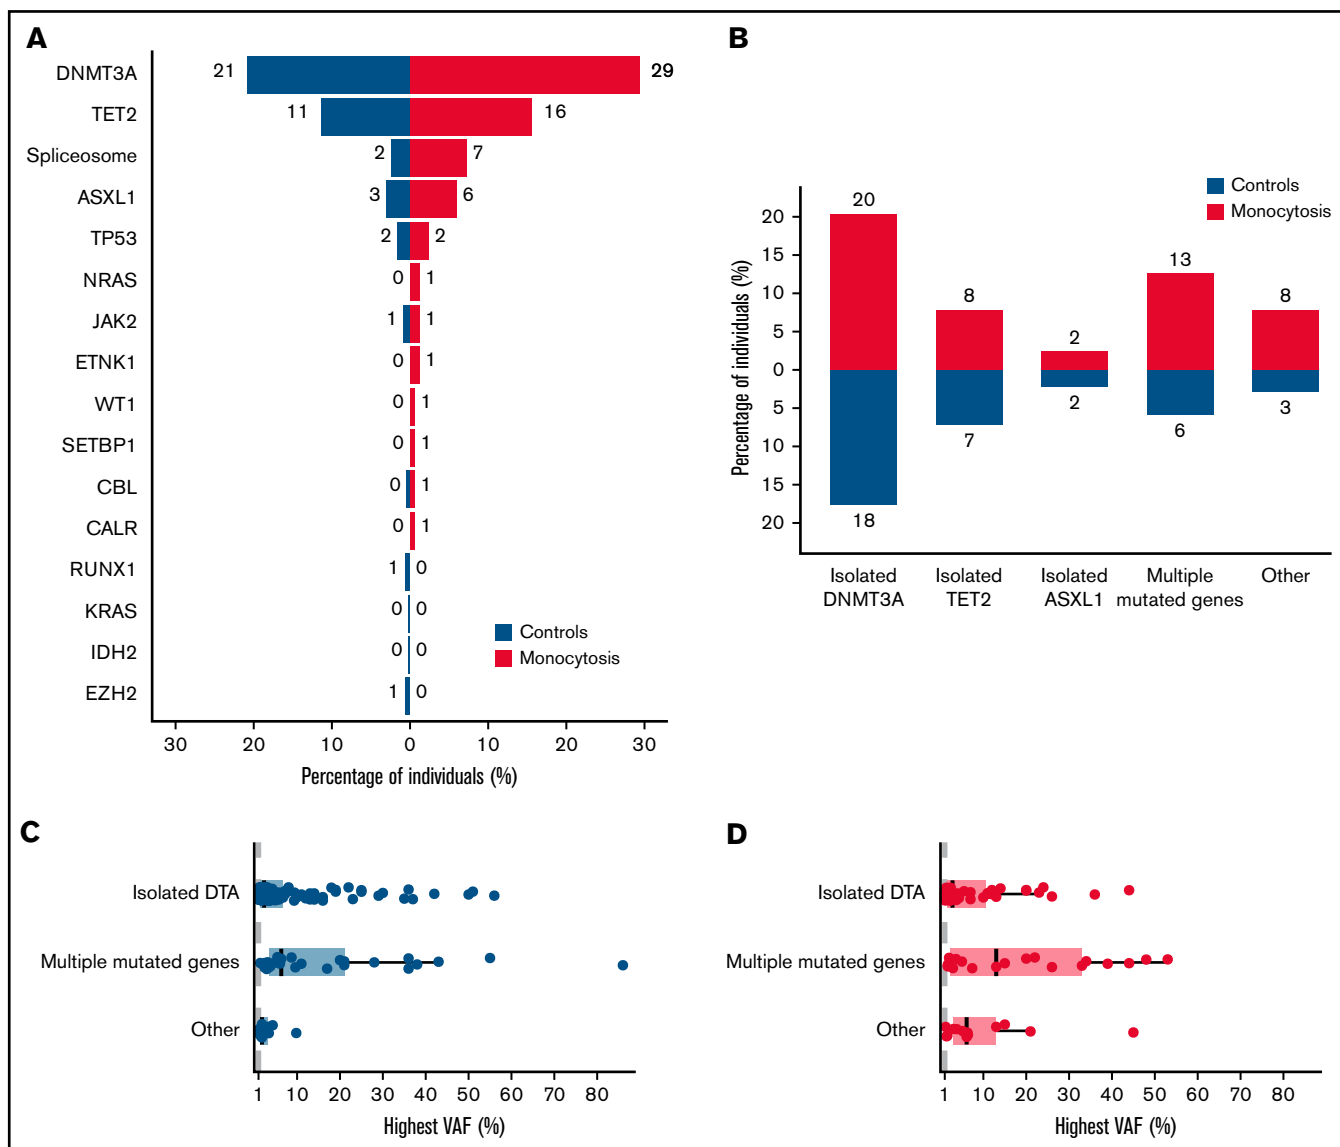 A
DNMT3A 21 29
TET2 11 16
Spliceosome 2 7
ASXL1 3 6
TP53 2 2
NRAS 0 1
JAK2 1 1
ETNK1 0 1
WT1 0 1
SETBP1 0 1
CBL 0 1
CALR 0 1
RUNX1 1 0
KRAS 0 0
IDH2 0 0
EZH2 1 0
Controls
Monocytosis
30 20 10 0 10 20 30
Percentage of individuals (%)
B
Controls
Monocytosis
Percentage of individuals (%)
20
15
10
5
0
5
10
15
20
20 8 2 13 8
18 7 2 6 3
Isolated DNMT3A
Isolated TET2
Isolated ASXL1
Multiple mutated genes
Other
C
Isolated DTA
Multiple mutated genes
Other
1 10 20 30 40 50 60 70 80
Highest VAF (%)
D
Isolated DTA
Multiple mutated genes
Other
1 10 20 30 40 50 60 70 80
Highest VAF (%)